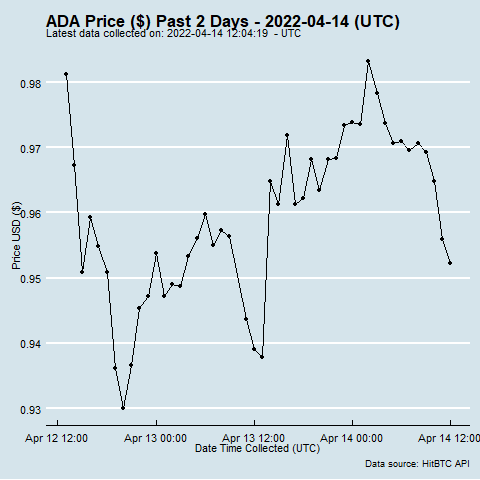 ADA Price ($) Past 2 Days - 2022-04-14 (UTC)
Latest data collected on: 2022-04-14 12:04:19  - UTC
Price USD ($)
0.98
0.97
0.96
0.95
0.94
0.93
Apr 12 12:00
Apr 13 00:00
Apr 13 12:00
Apr 14 00:00
Apr 14 12:00
Date Time Collected (UTC)
Data source: HitBTC API